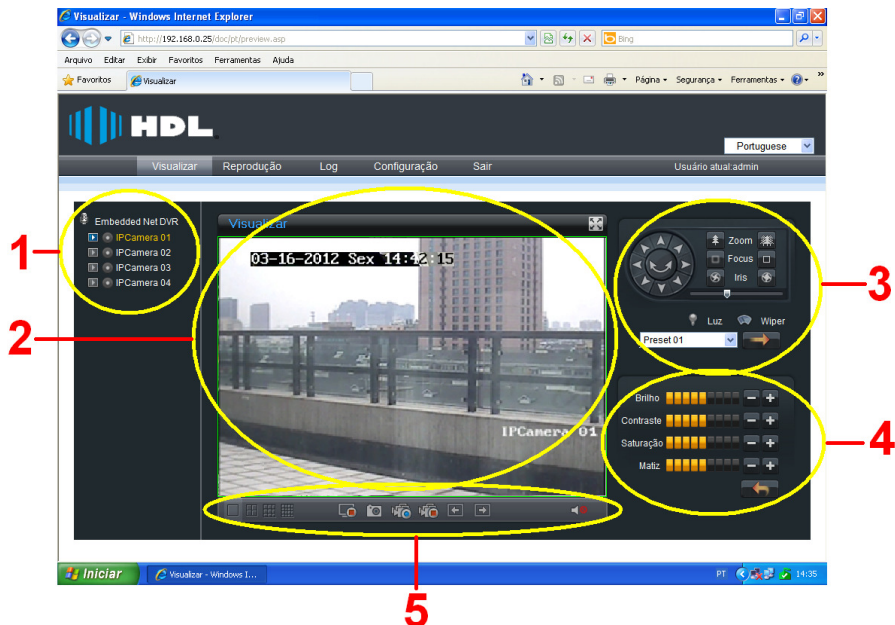 Visualizar - Windows Internet Explorer
http://192.168.0.25/doc/pt/preview.asp
Bing
Arquivo Editar Exibir Favoritos Ferramentas Ajuda
Favoritos Visualizar Página Segurança Ferramentas »
HDL
Portuguese
Visualizar Reprodução Log Configuração Sair Usuário atual:admin
Embedded Net DVR
IPCamera 01
IPCamera 02
IPCamera 03
IPCamera 04
1
Visualizar
03-16-2012 Sex 14:42:15
IPCamera 01
2
Zoom
Focus
Iris
Luz Wiper
Preset 01
3
Brilho
Contraste
Saturação
Matiz
4
5
Iniciar Visualizar - Windows I... PT 14:35